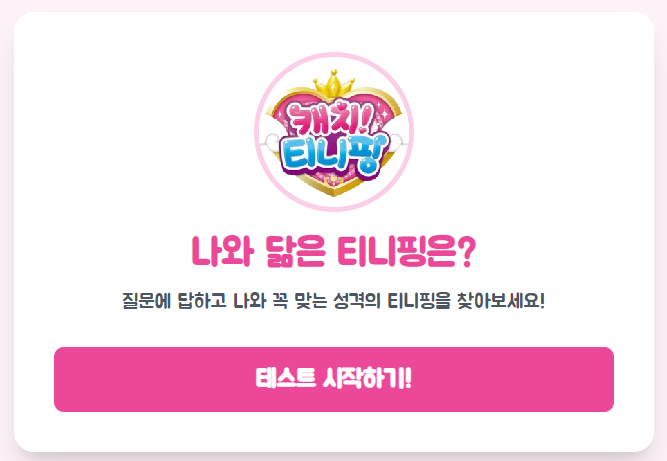 캐치!
티니핑
나와 닮은 티니핑은?
질문에 답하고 나와 꼭 맞는 성격의 티니핑을 찾아보세요!
테스트 시작하기!